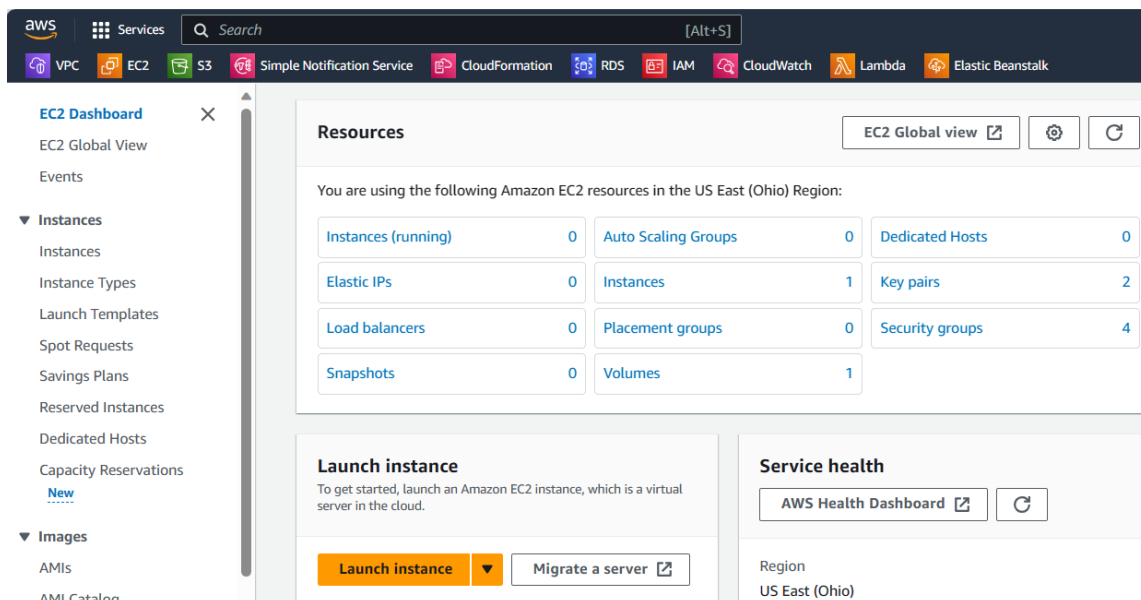 aws
Services
Search
[Alt+S]
VPC
EC2
S3
Simple Notification Service
CloudFormation
RDS
IAM
CloudWatch
Lambda
Elastic Beanstalk
EC2 Dashboard
EC2 Global View
Events
Instances
Instances
Instance Types
Launch Templates
Spot Requests
Savings Plans
Reserved Instances
Dedicated Hosts
Capacity Reservations
New
Images
AMIs
AMI Catalog
Resources
EC2 Global view
You are using the following Amazon EC2 resources in the US East (Ohio) Region:
Instances (running) 0
Auto Scaling Groups 0
Dedicated Hosts 0
Elastic IPs 0
Instances 1
Key pairs 2
Load balancers 0
Placement groups 0
Security groups 4
Snapshots 0
Volumes 1
Launch instance
To get started, launch an Amazon EC2 instance, which is a virtual
server in the cloud.
Launch instance
Migrate a server
Service health
AWS Health Dashboard
Region
US East (Ohio)